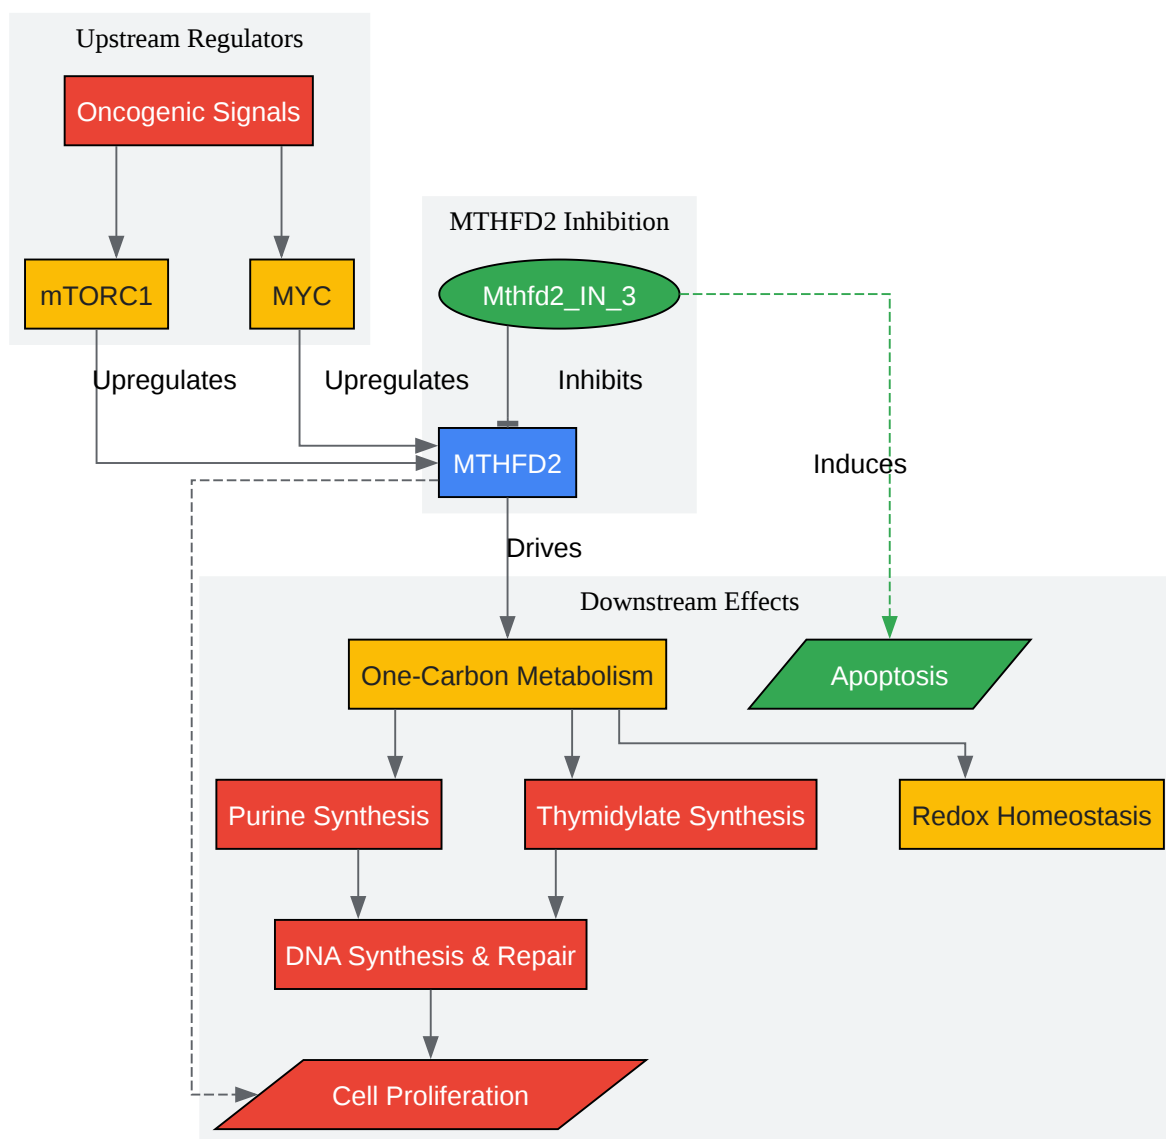 Upstream Regulators
Oncogenic Signals
MTHFD2 Inhibition
mTORC1
MYC
Mthfd2_IN_3
Upregulates
Upregulates
Inhibits
MTHFD2
Induces
Drives
Downstream Effects
One-Carbon Metabolism
Apoptosis
Purine Synthesis
Thymidylate Synthesis
Redox Homeostasis
DNA Synthesis & Repair
Cell Proliferation